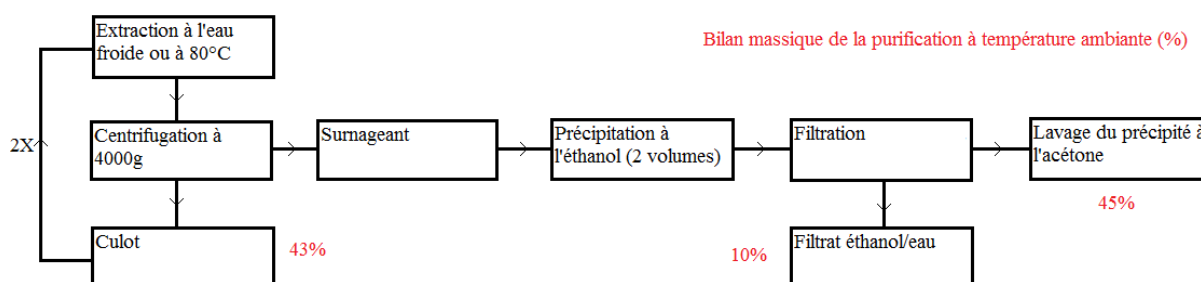 Extraction à l'eau
froide ou à 80°C
Bilan massique de la purification à température ambiante (%)
2X
Centrifugation à
4000g
Surnageant
Précipitation à
l'éthanol (2 volumes)
Filtration
Lavage du précipité à
l'acétone
45%
Culot
43%
10%
Filtrat éthanol/eau